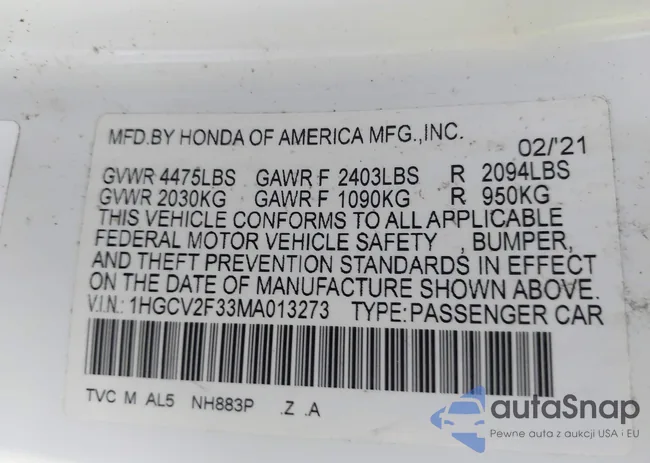 MFD.BY HONDA OF AMERICA MFG.,INC. 02/'21
GVWR 4475LBS GAWR F 2403LBS R 2094LBS
GVWR 2030KG GAWR F 1090KG R 950KG
THIS VEHICLE CONFORMS TO ALL APPLICABLE
FEDERAL MOTOR VEHICLE SAFETY , BUMPER,
AND THEFT PREVENTION STANDARDS IN EFFECT
ON THE DATE OF MANUFACTURE SHOWN ABOVE.
V.I.N.: 1HGCV2F33MA013273 TYPE:PASSENGER CAR
TVC M AL5 NH883P .Z .A
autaSnap
Pewne auta z aukcji USA i EU